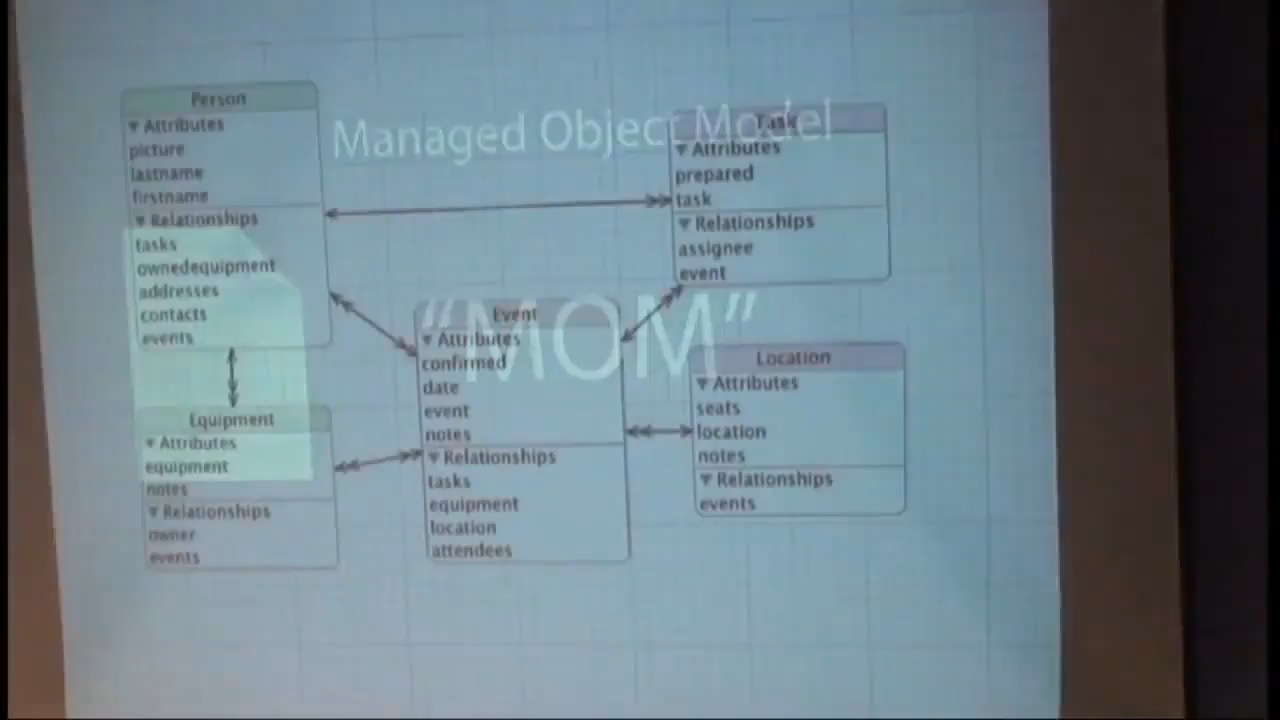 Managed Object Model
"MOM"
Person
Attributes
picture
lastname
firstname
Relationships
tasks
ownedequipment
addresses
contacts
events
Task
Attributes
prepared
task
Relationships
assignee
event
Event
Attributes
confirmed
date
event
notes
Relationships
tasks
equipment
location
attendees
Location
Attributes
seats
location
notes
Relationships
events
Equipment
Attributes
equipment
notes
Relationships
owner
events